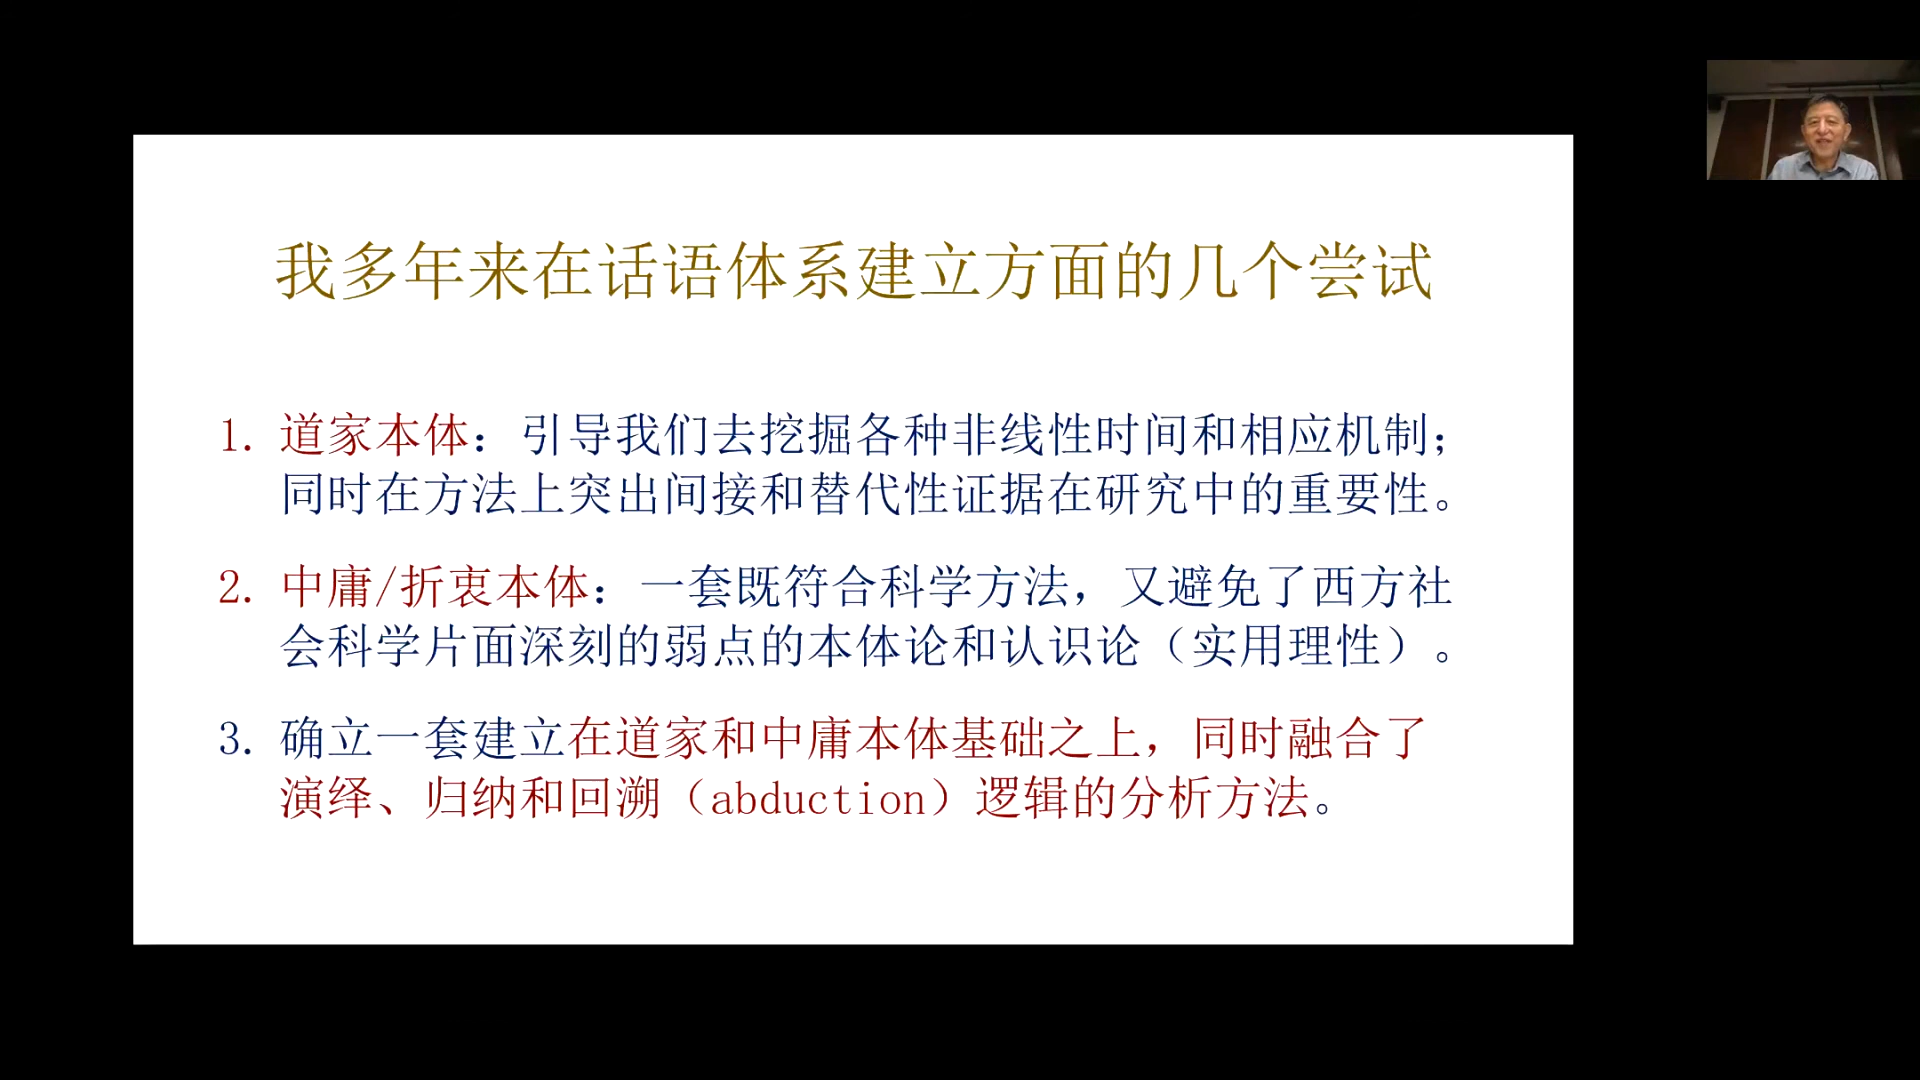 我多年来在话语体系建立方面的几个尝试
1. 道家本体：引导我们去挖掘各种非线性时间和相应机制；
同时在方法上突出间接和替代性证据在研究中的重要性。
2. 中庸/折衷本体：一套既符合科学方法，又避免了西方社
会科学片面深刻的弱点的本体论和认识论（实用理性）。
3. 确立一套建立在道家和中庸本体基础之上，同时融合了
演绎、归纳和回溯（abduction）逻辑的分析方法。